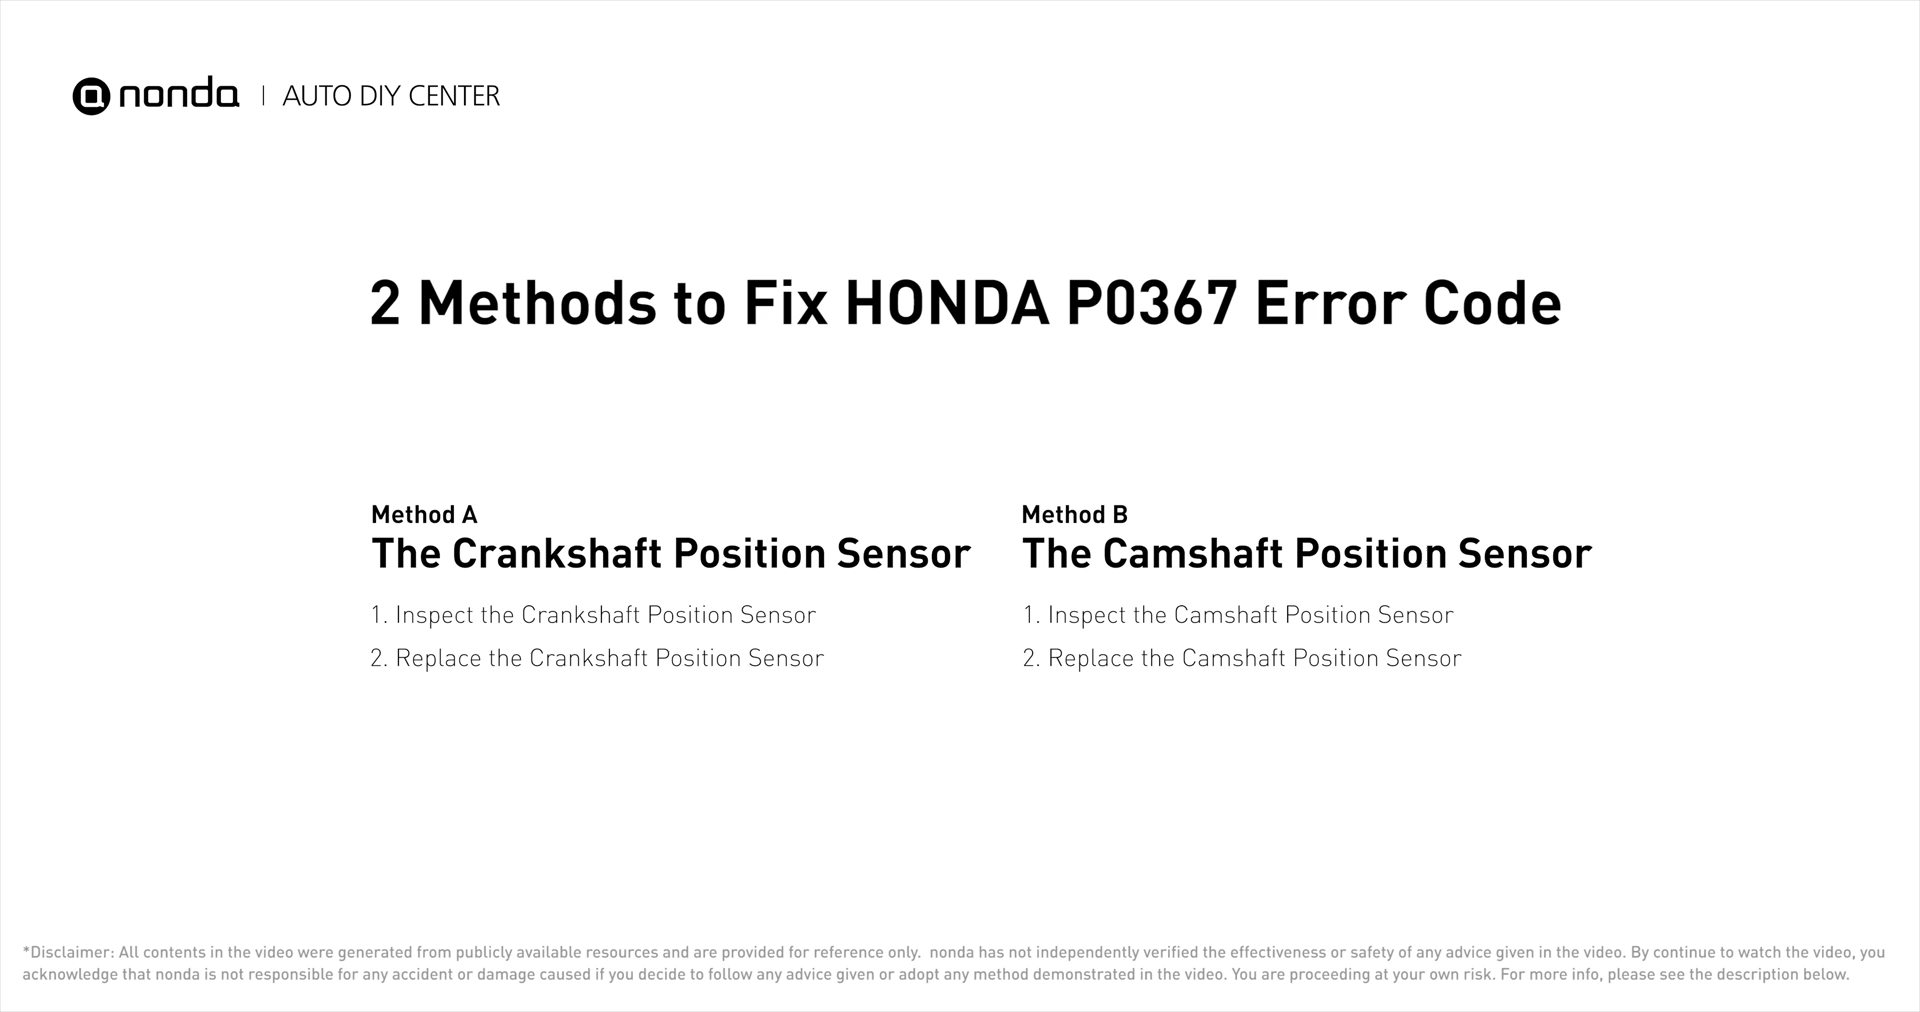 nonda | AUTO DIY CENTER
2 Methods to Fix HONDA P0367 Error Code
Method A
The Crankshaft Position Sensor
1. Inspect the Crankshaft Position Sensor
2. Replace the Crankshaft Position Sensor
Method B
The Camshaft Position Sensor
1. Inspect the Camshaft Position Sensor
2. Replace the Camshaft Position Sensor
*Disclaimer: All contents in the video were generated from publicly available resources and are provided for reference only.  nonda has not independently verified the effectiveness or safety of any advice given in the video. By continue to watch the video, you
acknowledge that nonda is not responsible for any accident or damage caused if you decide to follow any advice given or adopt any method demonstrated in the video. You are proceeding at your own risk. For more info, please see the description below.